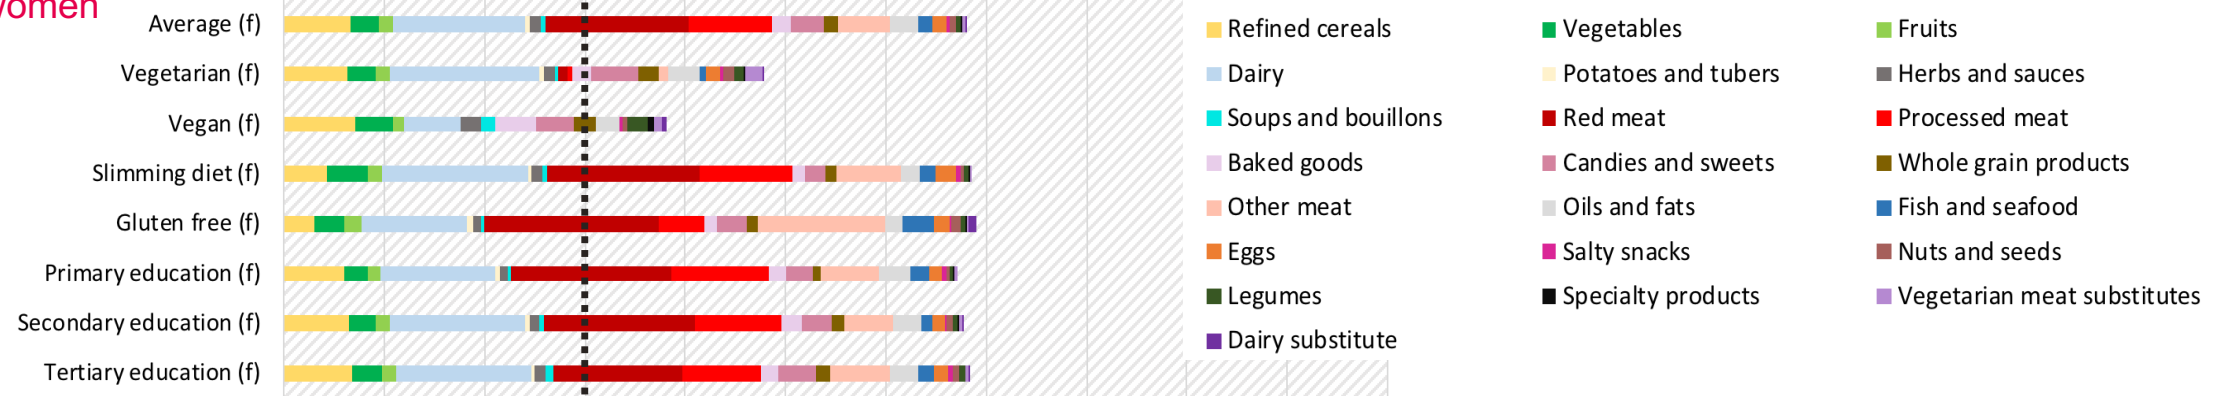 women
Average (f)
Vegetarian (f)
Vegan (f)
Slimming diet (f)
Gluten free (f)
Primary education (f)
Secondary education (f)
Tertiary education (f)
Refined cereals Vegetables Fruits
Dairy Potatoes and tubers Herbs and sauces
Soups and bouillons Red meat Processed meat
Baked goods Candies and sweets Whole grain products
Other meat Oils and fats Fish and seafood
Eggs Salty snacks Nuts and seeds
Legumes Specialty products Vegetarian meat substitutes
Dairy substitute